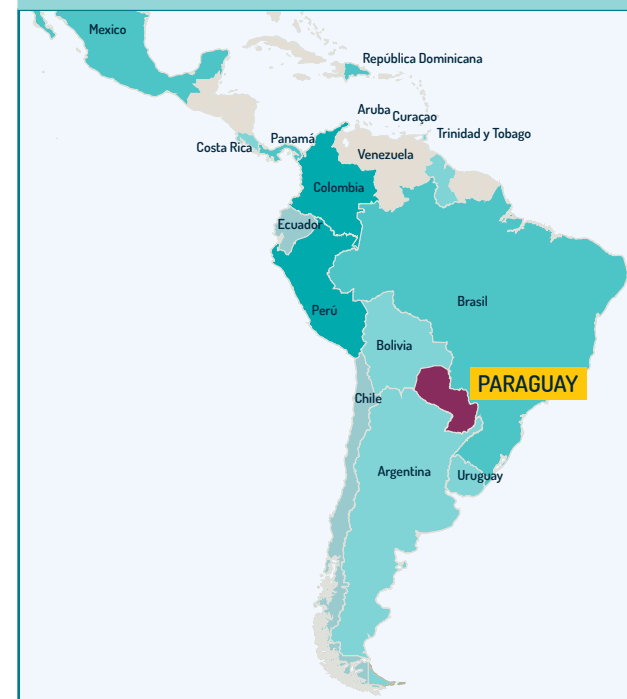 Mexico
República Dominicana
Aruba
Curaçao
Trinidad y Tobago
Costa Rica
Panamá
Venezuela
Colombia
Ecuador
Brasil
Perú
Bolivia
PARAGUAY
Chile
Argentina
Uruguay